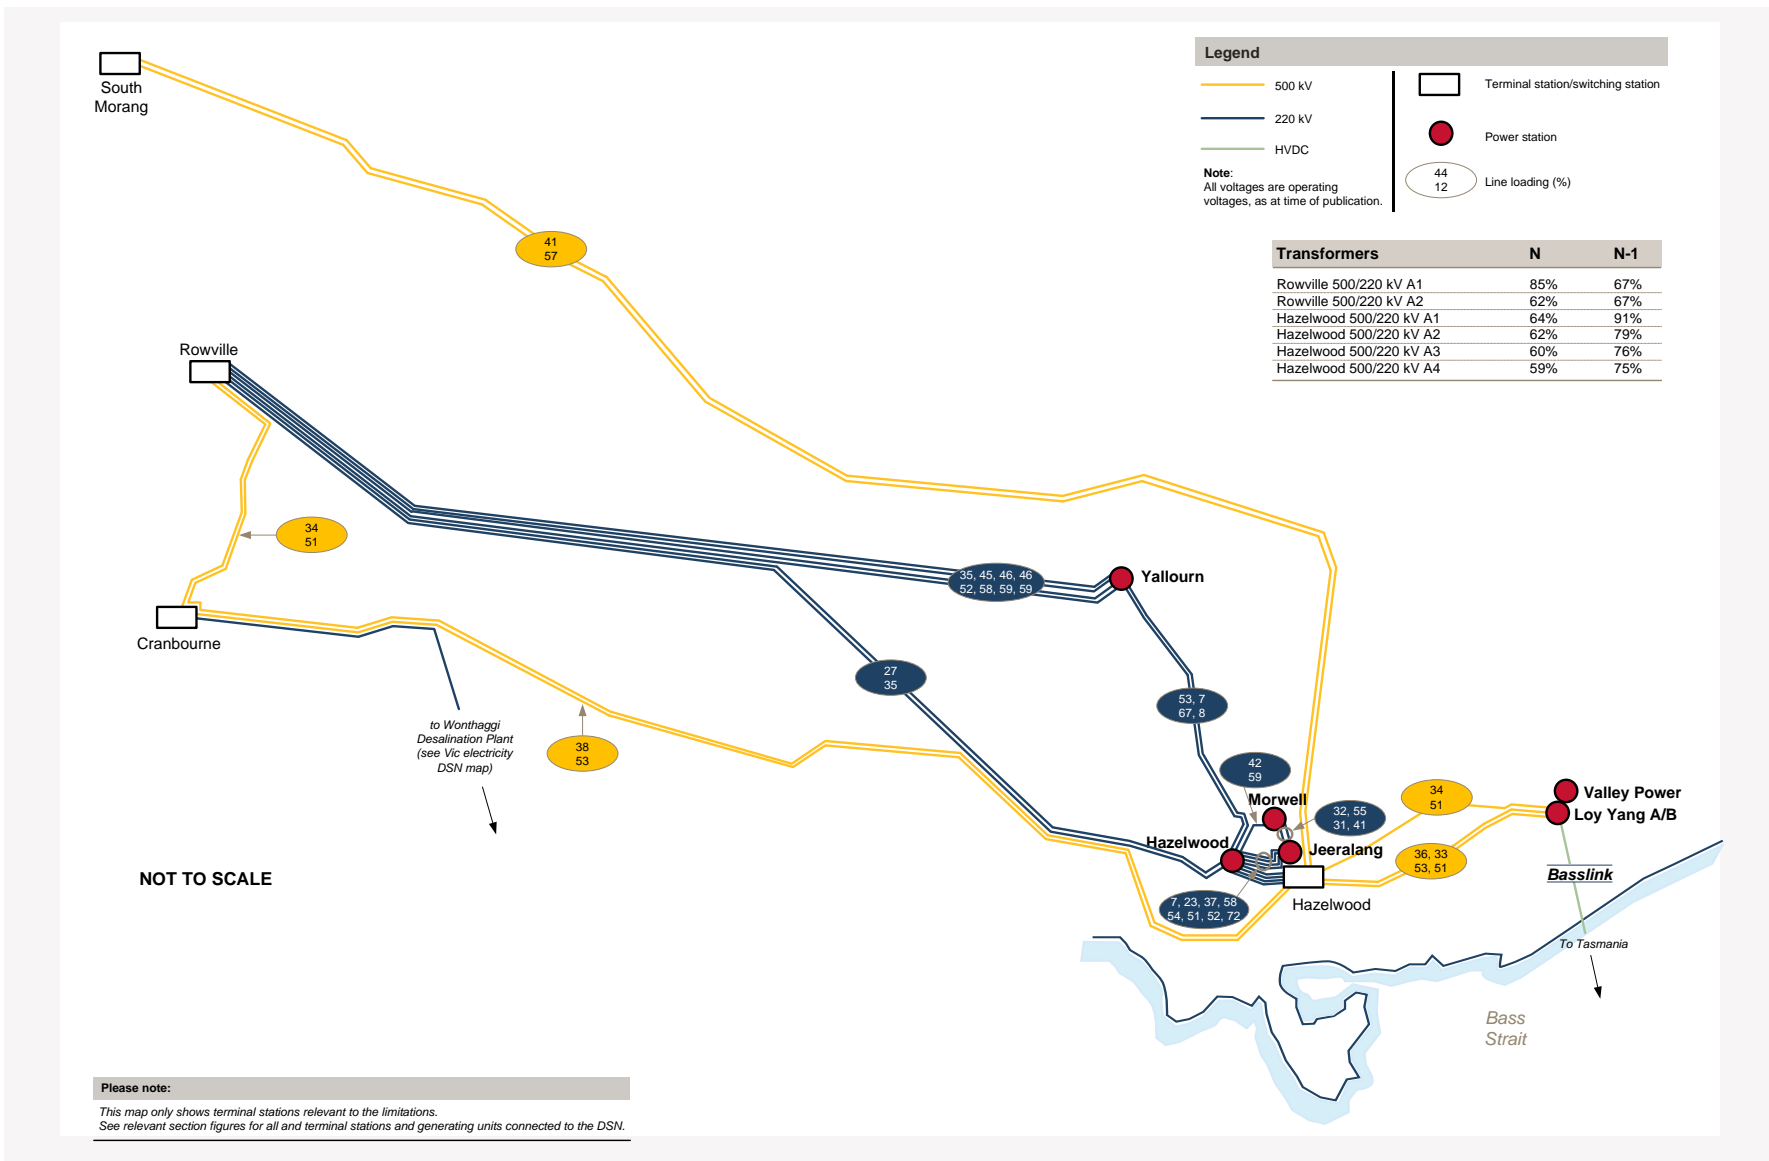 South
Morang
Legend
500 kV
220 kV
HVDC
Note:
All voltages are operating
voltages, as at time of publication.
Terminal station/switching station
Power station
44
12
Line loading (%)
Transformers N N-1
Rowville 500/220 kV A1 85% 67%
Rowville 500/220 kV A2 62% 67%
Hazelwood 500/220 kV A1 64% 91%
Hazelwood 500/220 kV A2 62% 79%
Hazelwood 500/220 kV A3 60% 76%
Hazelwood 500/220 kV A4 59% 75%
41
57
Rowville
34
51
Cranbourne
35, 45, 46, 46
52, 58, 59, 59
Yallourn
27
35
53, 7
67, 8
to Wonthaggi
Desalination Plant
(see Vic electricity
DSN map)
38
53
42
59
Morwell
32, 55
31, 41
Hazelwood
Jeeralang
34
51
Valley Power
Loy Yang A/B
36, 33
53, 51
Basslink
7, 23, 37, 58
54, 51, 52, 72
Hazelwood
NOT TO SCALE
To Tasmania
Bass
Strait
Please note:
This map only shows terminal stations relevant to the limitations.
See relevant section figures for all and terminal stations and generating units connected to the DSN.